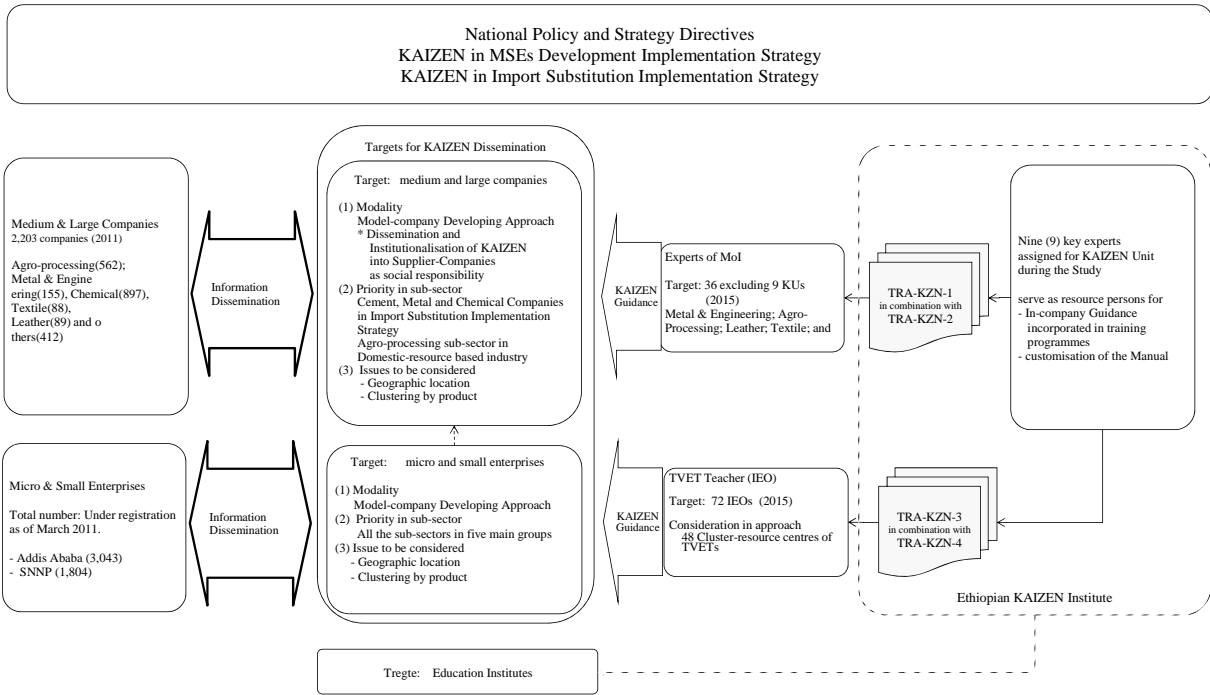 National Policy and Strategy Directives
KAIZEN in MSEs Development Implementation Strategy
KAIZEN in Import Substitution Implementation Strategy
Medium & Large Companies
2,203 companies (2011)
Agro-processing(562);
Metal & Engine
ering(155), Chemical(897),
Textile(88),
Leather(89) and o
thers(412)
Information
Dissemination
Targets for KAIZEN Dissemination
Target: medium and large companies
(1) Modality
Model-company Developing Approach
* Dissemination and
Institutionalisation of KAIZEN
into Supplier-Companies
as social responsibility
(2) Priority in sub-sector
Cement, Metal and Chemical Companies
in Import Substitution Implementation
Strategy
Agro-processing sub-sector in
Domestic-resource based industry
(3) Issues to be considered
- Geographic location
- Clustering by product
KAIZEN
Guidance
Experts of MoI
Target: 36 excluding 9 KUs
(2015)
Metal & Engineering; Agro-
Processing; Leather; Textile; and
TRA-KZN-1
in combination with
TRA-KZN-2
Nine (9) key experts
assigned for KAIZEN Unit
during the Study
serve as resource persons for
- In-company Guidance
incorporated in training
programmes
- customisation of the Manual
Micro & Small Enterprises
Total number: Under registration
as of March 2011.
- Addis Ababa (3,043)
- SNNP (1,804)
Information
Dissemination
Target: micro and small enterprises
(1) Modality
Model-company Developing Approach
(2) Priority in sub-sector
All the sub-sectors in five main groups
(3) Issue to be considered
- Geographic location
- Clustering by product
KAIZEN
Guidance
TVET Teacher (IEO)
Target: 72 IEOs (2015)
Consideration in approach
48 Cluster-resource centres of
TVETs
TRA-KZN-3
in combination with
TRA-KZN-4
Ethiopian KAIZEN Institute
Tregte: Education Institutes